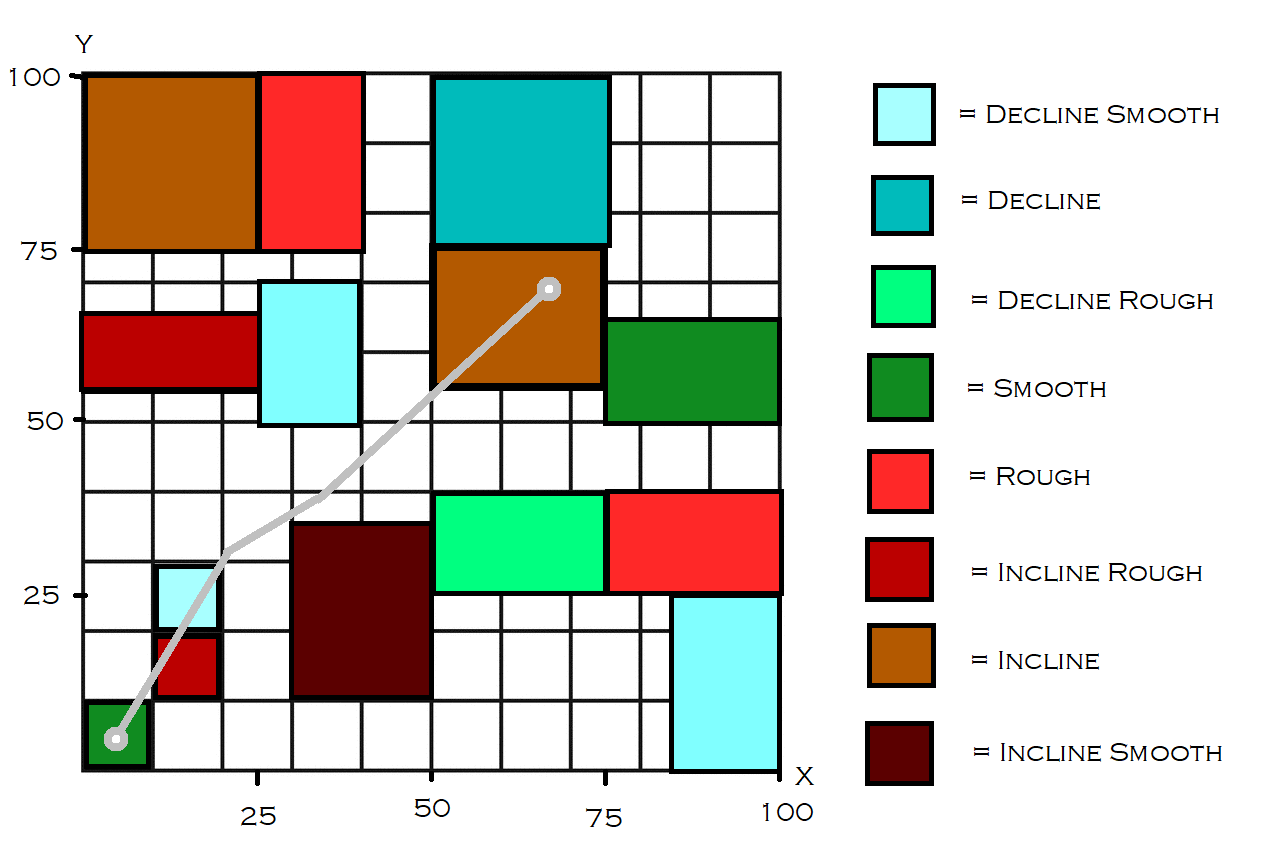 Y
100
75
50
25
25
50
75
100
X
= Decline Smooth
= Decline
= Decline Rough
= Smooth
= Rough
= Incline Rough
= Incline
= Incline Smooth